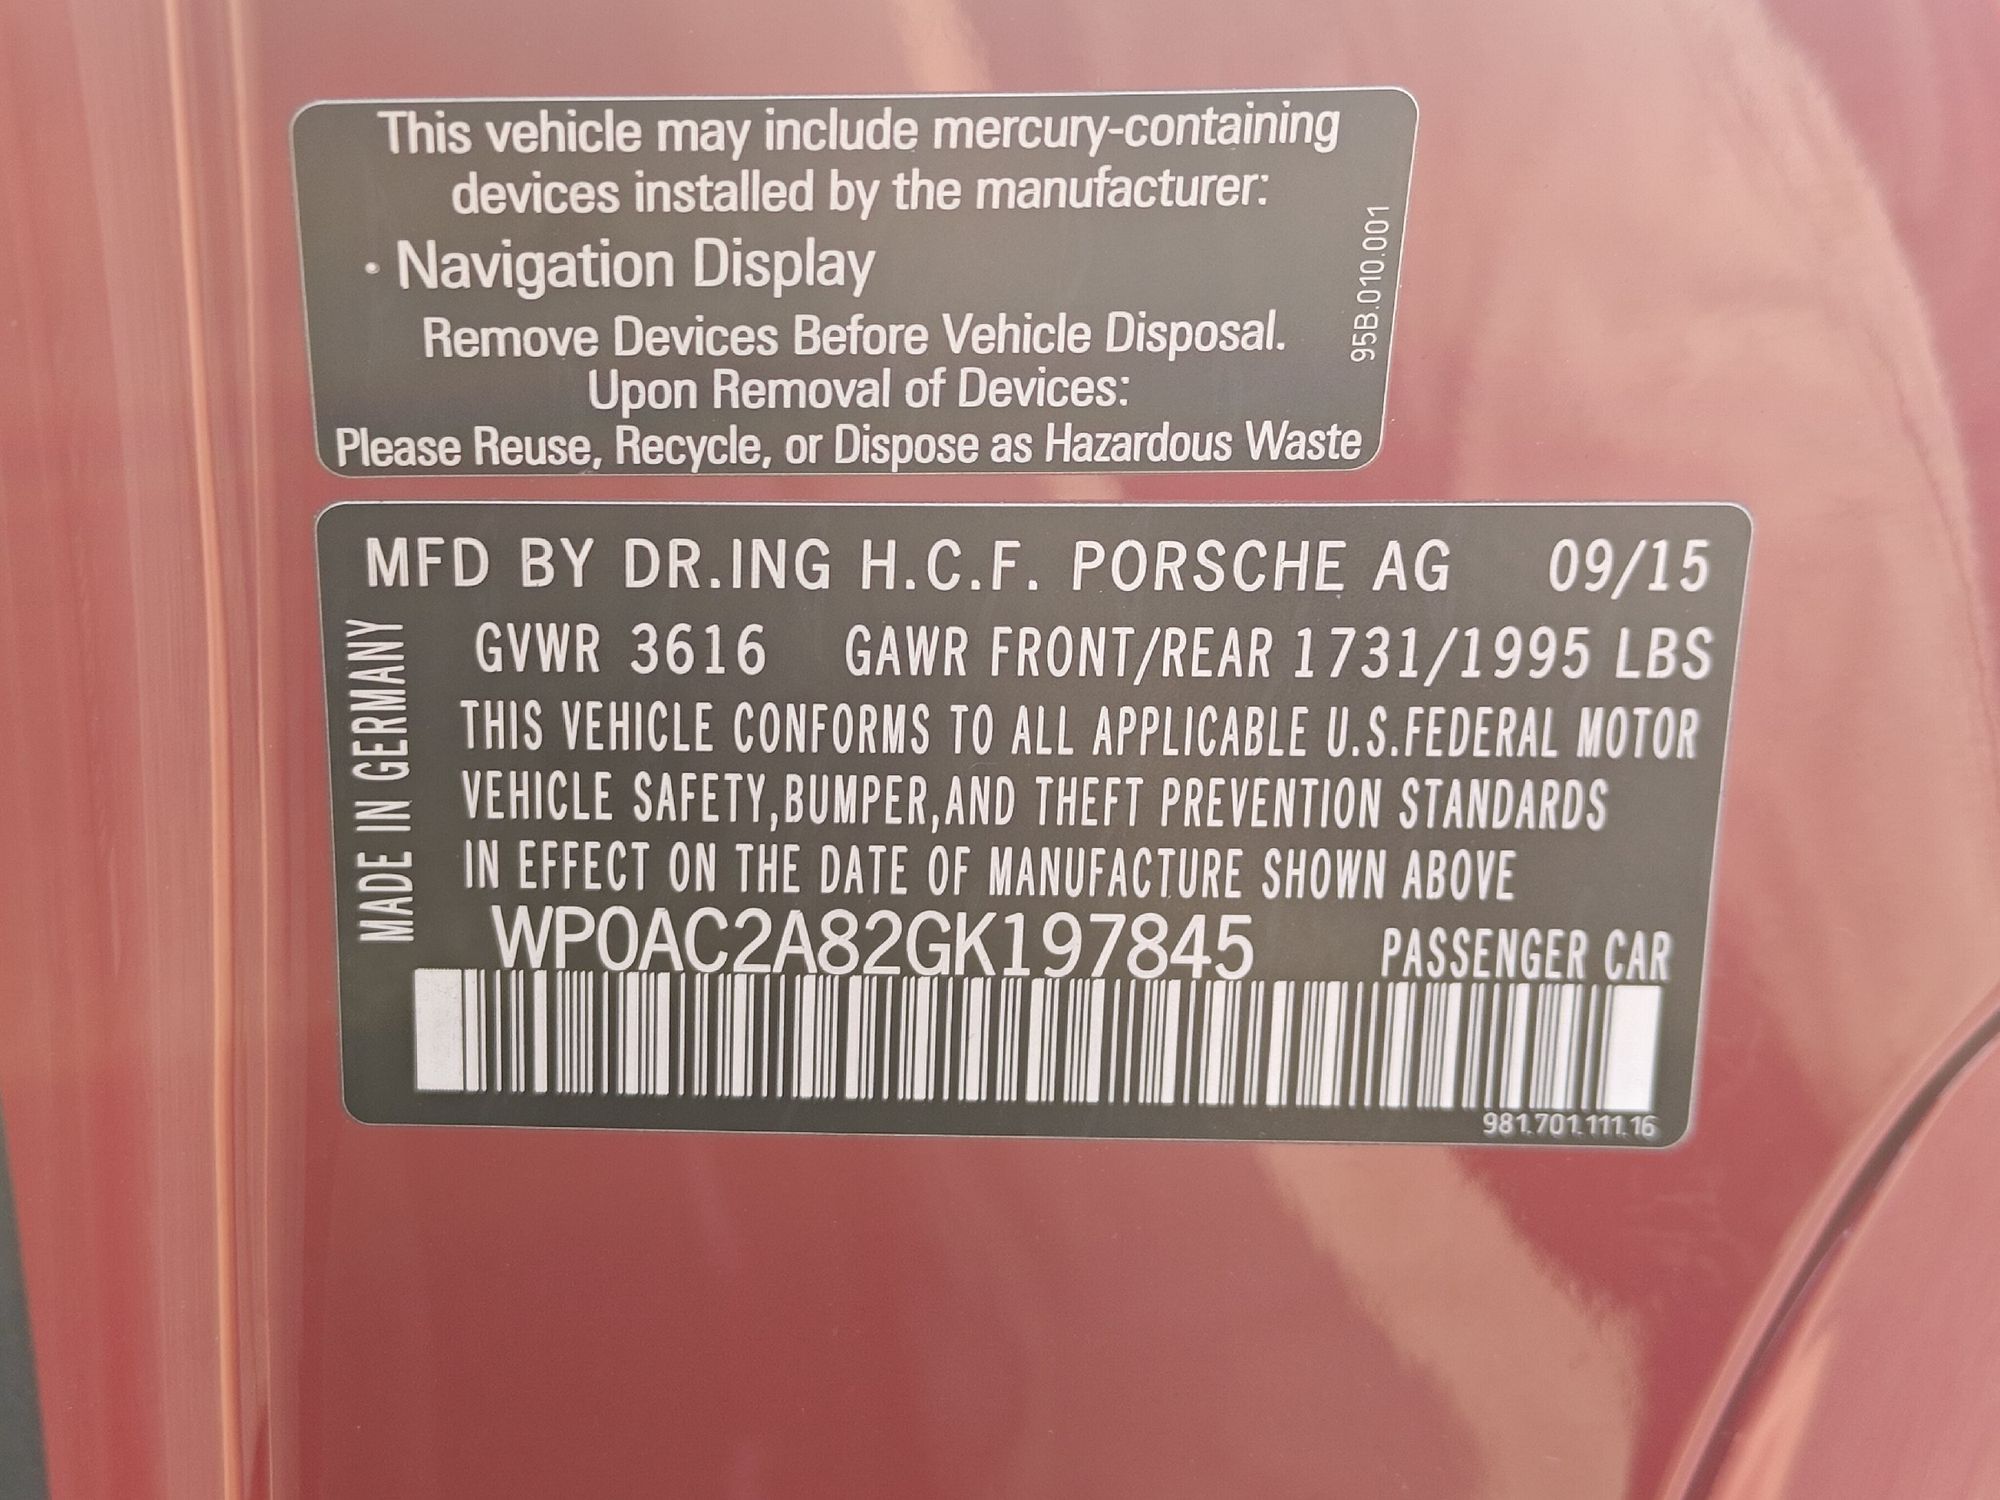 This vehicle may include mercury-containing
devices installed by the manufacturer:
· Navigation Display
Remove Devices Before Vehicle Disposal.
Upon Removal of Devices:
Please Reuse, Recycle, or Dispose as Hazardous Waste
95B.010.001
MFD BY DR.ING H.C.F. PORSCHE AG 09/15
GVWR 3616 GAWR FRONT/REAR 1731/1995 LBS
THIS VEHICLE CONFORMS TO ALL APPLICABLE U.S.FEDERAL MOTOR
VEHICLE SAFETY,BUMPER,AND THEFT PREVENTION STANDARDS
IN EFFECT ON THE DATE OF MANUFACTURE SHOWN ABOVE
WP0AC2A82GK197845 PASSENGER CAR
MADE IN GERMANY
981.701.111.16